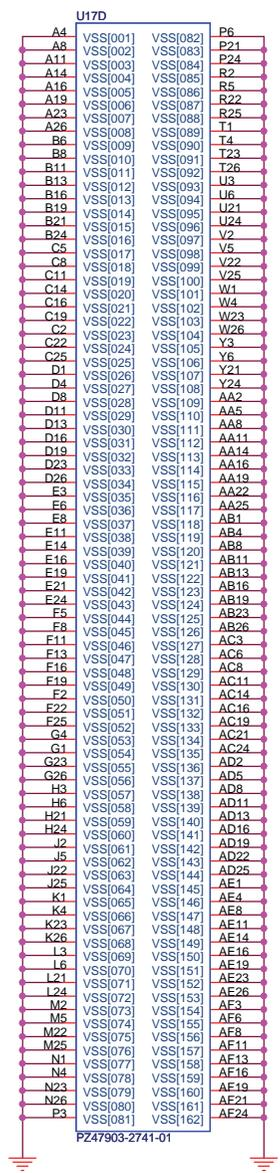 U17D
A4 VSS[001] VSS[082] P6
A8 VSS[002] VSS[083] P21
A11 VSS[003] VSS[084] P24
A14 VSS[004] VSS[085] R2
A16 VSS[005] VSS[086] R5
A19 VSS[006] VSS[087] R22
A23 VSS[007] VSS[088] R25
A26 VSS[008] VSS[089] T1
B6 VSS[009] VSS[090] T4
B8 VSS[010] VSS[091] T23
B11 VSS[011] VSS[092] T26
B13 VSS[012] VSS[093] U3
B16 VSS[013] VSS[094] U6
B19 VSS[014] VSS[095] U21
B21 VSS[015] VSS[096] U24
B24 VSS[016] VSS[097] V2
C5 VSS[017] VSS[098] V5
C8 VSS[018] VSS[099] V22
C11 VSS[019] VSS[100] V25
C14 VSS[020] VSS[101] W1
C16 VSS[021] VSS[102] W4
C19 VSS[022] VSS[103] W23
C2 VSS[023] VSS[104] W26
C22 VSS[024] VSS[105] Y3
C25 VSS[025] VSS[106] Y6
D1 VSS[026] VSS[107] Y21
D4 VSS[027] VSS[108] Y24
D8 VSS[028] VSS[109] AA2
D11 VSS[029] VSS[110] AA5
D13 VSS[030] VSS[111] AA8
D16 VSS[031] VSS[112] AA11
D19 VSS[032] VSS[113] AA14
D23 VSS[033] VSS[114] AA16
D26 VSS[034] VSS[115] AA19
E3 VSS[035] VSS[116] AA22
E6 VSS[036] VSS[117] AA25
E8 VSS[037] VSS[118] AB1
E11 VSS[038] VSS[119] AB4
E14 VSS[039] VSS[120] AB8
E16 VSS[040] VSS[121] AB11
E19 VSS[041] VSS[122] AB13
E21 VSS[042] VSS[123] AB16
E24 VSS[043] VSS[124] AB19
F5 VSS[044] VSS[125] AB23
F8 VSS[045] VSS[126] AB26
F11 VSS[046] VSS[127] AC3
F13 VSS[047] VSS[128] AC6
F16 VSS[048] VSS[129] AC8
F19 VSS[049] VSS[130] AC11
F2 VSS[050] VSS[131] AC14
F22 VSS[051] VSS[132] AC16
F25 VSS[052] VSS[133] AC19
G4 VSS[053] VSS[134] AC21
G1 VSS[054] VSS[135] AC24
G23 VSS[055] VSS[136] AD2
G26 VSS[056] VSS[137] AD5
H3 VSS[057] VSS[138] AD8
H6 VSS[058] VSS[139] AD11
H21 VSS[059] VSS[140] AD13
H24 VSS[060] VSS[141] AD16
J2 VSS[061] VSS[142] AD19
J5 VSS[062] VSS[143] AD22
J22 VSS[063] VSS[144] AD25
J25 VSS[064] VSS[145] AE1
K1 VSS[065] VSS[146] AE4
K4 VSS[066] VSS[147] AE8
K23 VSS[067] VSS[148] AE11
K26 VSS[068] VSS[149] AE14
L3 VSS[069] VSS[150] AE16
L6 VSS[070] VSS[151] AE19
L21 VSS[071] VSS[152] AE23
L24 VSS[072] VSS[153] AE26
M2 VSS[073] VSS[154] AF3
M5 VSS[074] VSS[155] AF6
M22 VSS[075] VSS[156] AF8
M25 VSS[076] VSS[157] AF11
N1 VSS[077] VSS[158] AF13
N4 VSS[078] VSS[159] AF16
N23 VSS[079] VSS[160] AF19
N26 VSS[080] VSS[161] AF21
P3 VSS[081] VSS[162] AF24
PZ47903-2741-01